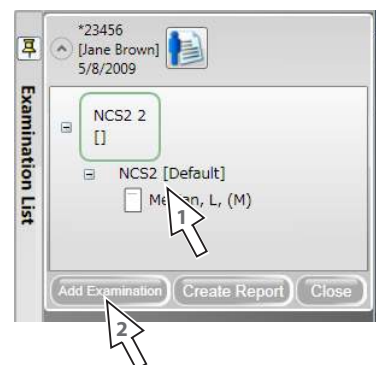 *23456
[Jane Brown]
5/8/2009
Examination List
NCS2 2
[]
NCS2 [Default]
Median, L, (M)
1
Add Examination
Create Report
Close
2